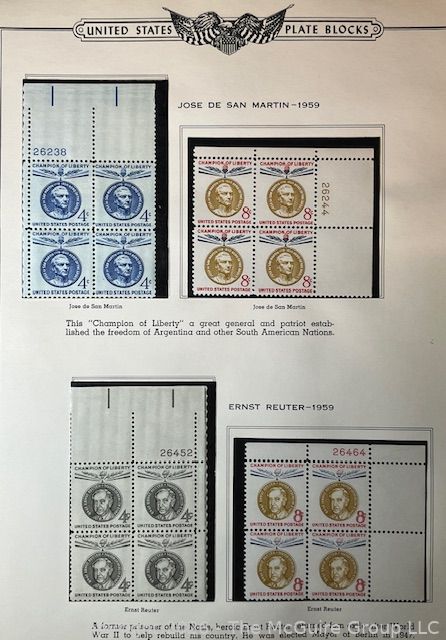 UNITED STATES PLATE BLOCKS
JOSE DE SAN MARTIN—1959
26238
CHAMPION OF LIBERTY CHAMPION OF LIBERTY
4¢ 4¢
UNITED STATES POSTAGE UNITED STATES POSTAGE
CHAMPION OF LIBERTY CHAMPION OF LIBERTY
4¢ 4¢
UNITED STATES POSTAGE UNITED STATES POSTAGE
CHAMPION OF LIBERTY CHAMPION OF LIBERTY
26244
8¢ 8¢
UNITED STATES POSTAGE UNITED STATES POSTAGE
CHAMPION OF LIBERTY CHAMPION OF LIBERTY
8¢ 8¢
UNITED STATES POSTAGE UNITED STATES POSTAGE
Jose de San Martin
Jose de San Martin
This "Champion of Liberty" a great general and patriot estab-
lished the freedom of Argentina and other South American Nations.
ERNST REUTER—1959
26452
CHAMPION OF LIBERTY CHAMPION OF LIBERTY
4¢ 4¢
UNITED STATES POSTAGE UNITED STATES POSTAGE
CHAMPION OF LIBERTY CHAMPION OF LIBERTY
4¢ 4¢
UNITED STATES POSTAGE UNITED STATES POSTAGE
26464
CHAMPION OF LIBERTY CHAMPION OF LIBERTY
8¢ 8¢
UNITED STATES POSTAGE UNITED STATES POSTAGE
CHAMPION OF LIBERTY CHAMPION OF LIBERTY
8¢ 8¢
UNITED STATES POSTAGE UNITED STATES POSTAGE
Ernst Reuter
Ernst Reuter
A former prisoner of the Nazis, World
War II to help rebuild his country. He was elected Mayor of Berlin in 1947.
© The McGuffe Group LLC